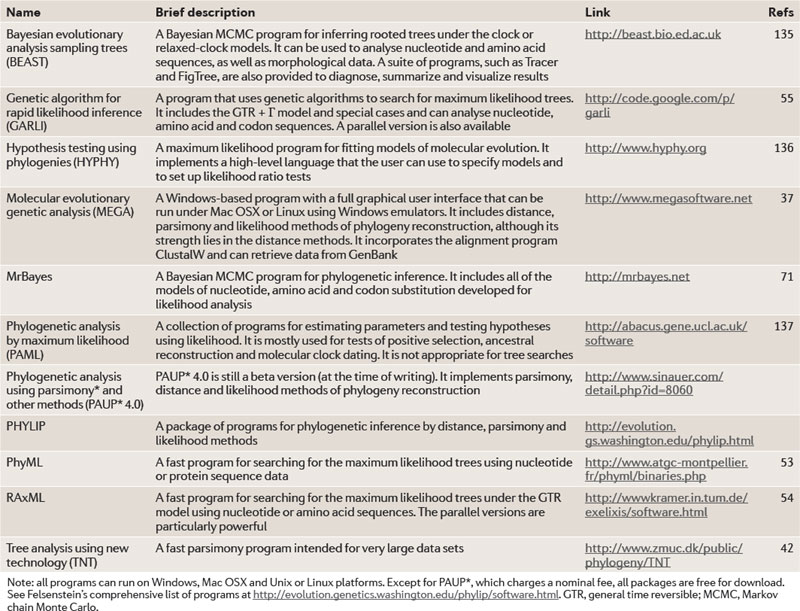 Name Brief description Link Refs
Bayesian evolutionary A Bayesian MCMC program for inferring rooted trees under the clock or http://beast.bio.ed.ac.uk 135
analysis sampling trees relaxed-clock models. It can be used to analyse nucleotide and amino acid
(BEAST) sequences, as well as morphological data. A suite of programs, such as Tracer
and FigTree, are also provided to diagnose, summarize and visualize results
Genetic algorithm for A program that uses genetic algorithms to search for maximum likelihood trees. http://code.google.com/p/ 55
rapid likelihood inference It includes the GTR + Γ model and special cases and can analyse nucleotide, garli
(GARLI) amino acid and codon sequences. A parallel version is also available
Hypothesis testing using A maximum likelihood program for fitting models of molecular evolution. It http://www.hyphy.org 136
phylogenies (HYPHY) implements a high-level language that the user can use to specify models and
to set up likelihood ratio tests
Molecular evolutionary A Windows-based program with a full graphical user interface that can be http://www.megasoftware.net 37
genetic analysis (MEGA) run under Mac OSX or Linux using Windows emulators. It includes distance,
parsimony and likelihood methods of phylogeny reconstruction, although its
strength lies in the distance methods. It incorporates the alignment program
ClustalW and can retrieve data from GenBank
MrBayes A Bayesian MCMC program for phylogenetic inference. It includes all of the http://mrbayes.net 71
models of nucleotide, amino acid and codon substitution developed for
likelihood analysis
Phylogenetic analysis A collection of programs for estimating parameters and testing hypotheses http://abacus.gene.ucl.ac.uk/ 137
by maximum likelihood using likelihood. It is mostly used for tests of positive selection, ancestral software
(PAML) reconstruction and molecular clock dating. It is not appropriate for tree searches
Phylogenetic analysis PAUP* 4.0 is still a beta version (at the time of writing). It implements parsimony, http://www.sinauer.com/
using parsimony* and distance and likelihood methods of phylogeny reconstruction detail.php?id=8060
other methods (PAUP* 4.0)
PHYLIP A package of programs for phylogenetic inference by distance, parsimony and http://evolution.
likelihood methods gs.washington.edu/phylip.html
PhyML A fast program for searching for the maximum likelihood trees using nucleotide http://www.atgc-montpellier. 53
or protein sequence data fr/phyml/binaries.php
RAxML A fast program for searching for the maximum likelihood trees under the GTR http://wwwkramer.in.tum.de/ 54
model using nucleotide or amino acid sequences. The parallel versions are exelixis/software.html
particularly powerful
Tree analysis using new A fast parsimony program intended for very large data sets http://www.zmuc.dk/public/ 42
technology (TNT) phylogeny/TNT
Note: all programs can run on Windows, Mac OSX and Unix or Linux platforms. Except for PAUP*, which charges a nominal fee, all packages are free for download.
See Felsenstein's comprehensive list of programs at http://evolution.genetics.washington.edu/phylip/software.html. GTR, general time reversible; MCMC, Markov
chain Monte Carlo.